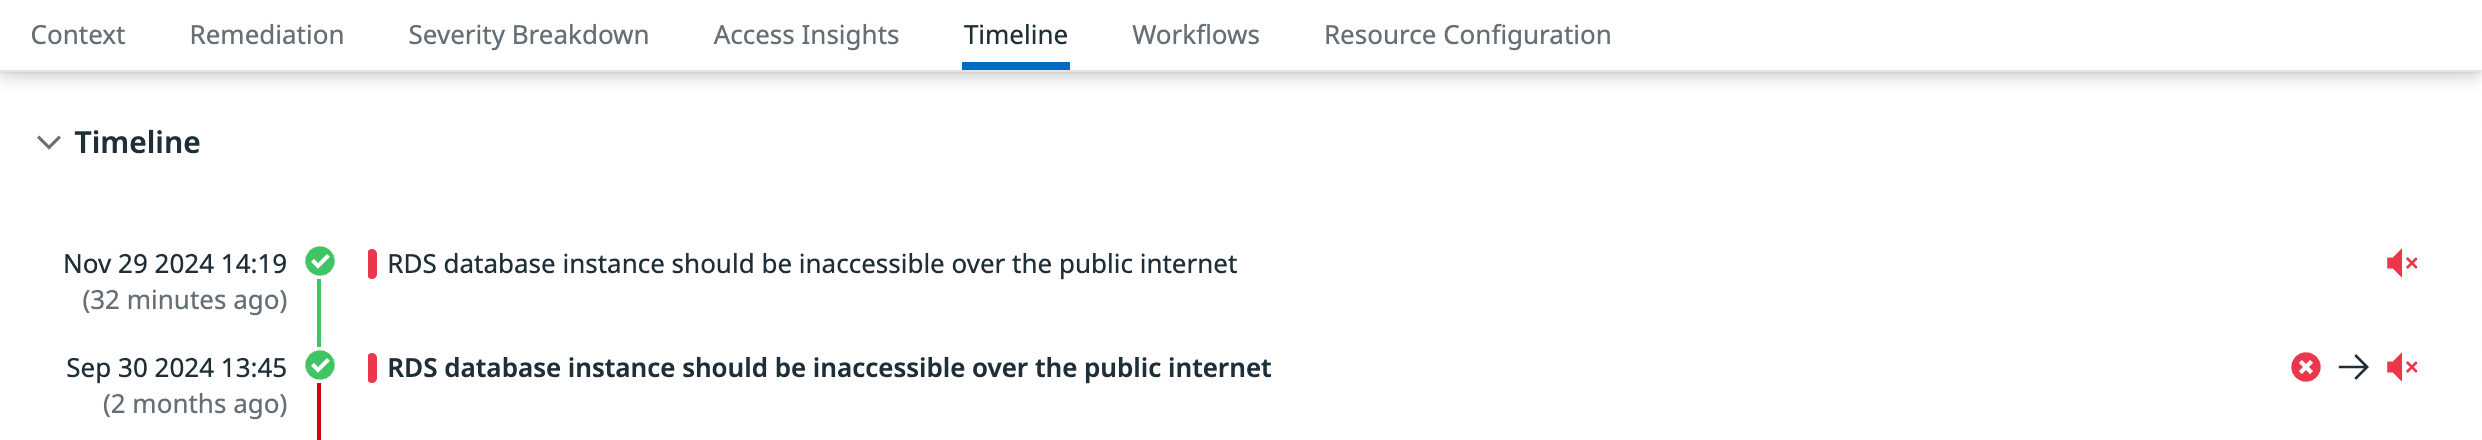 Context Remediation Severity Breakdown Access Insights Timeline Workflows Resource Configuration
Timeline
Nov 29 2024 14:19 RDS database instance should be inaccessible over the public internet
(32 minutes ago)
Sep 30 2024 13:45 RDS database instance should be inaccessible over the public internet
(2 months ago)